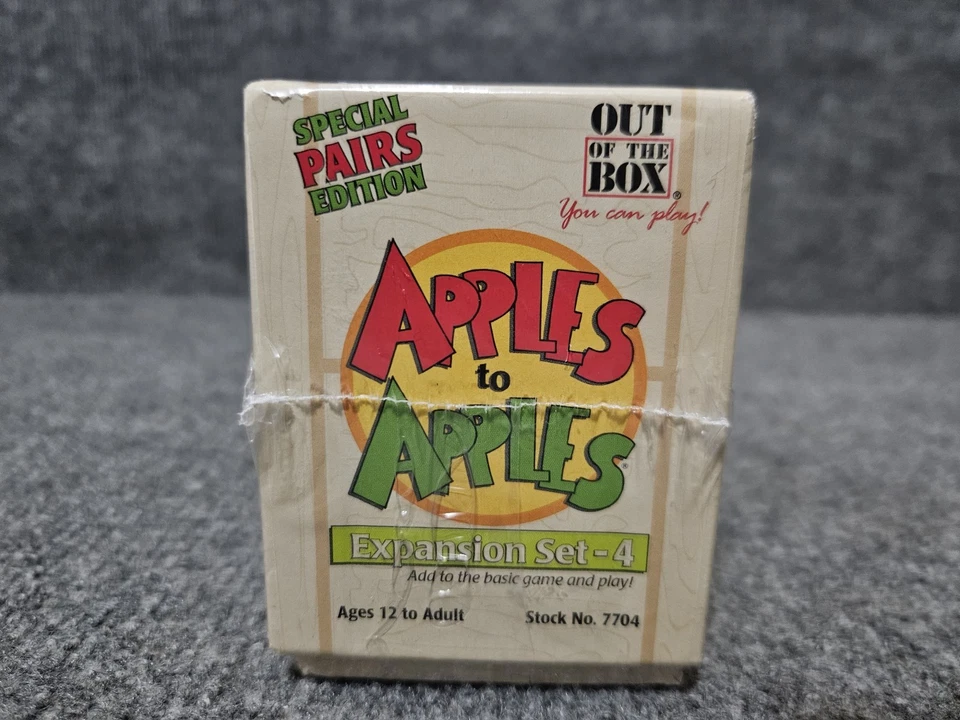 SPECIAL
PAIRS
EDITION
OUT
OF THE
BOX®
You can play!
APPLES
to
APPLES®
Expansion Set-4
Add to the basic game and play!
Ages 12 to Adult
Stock No. 7704